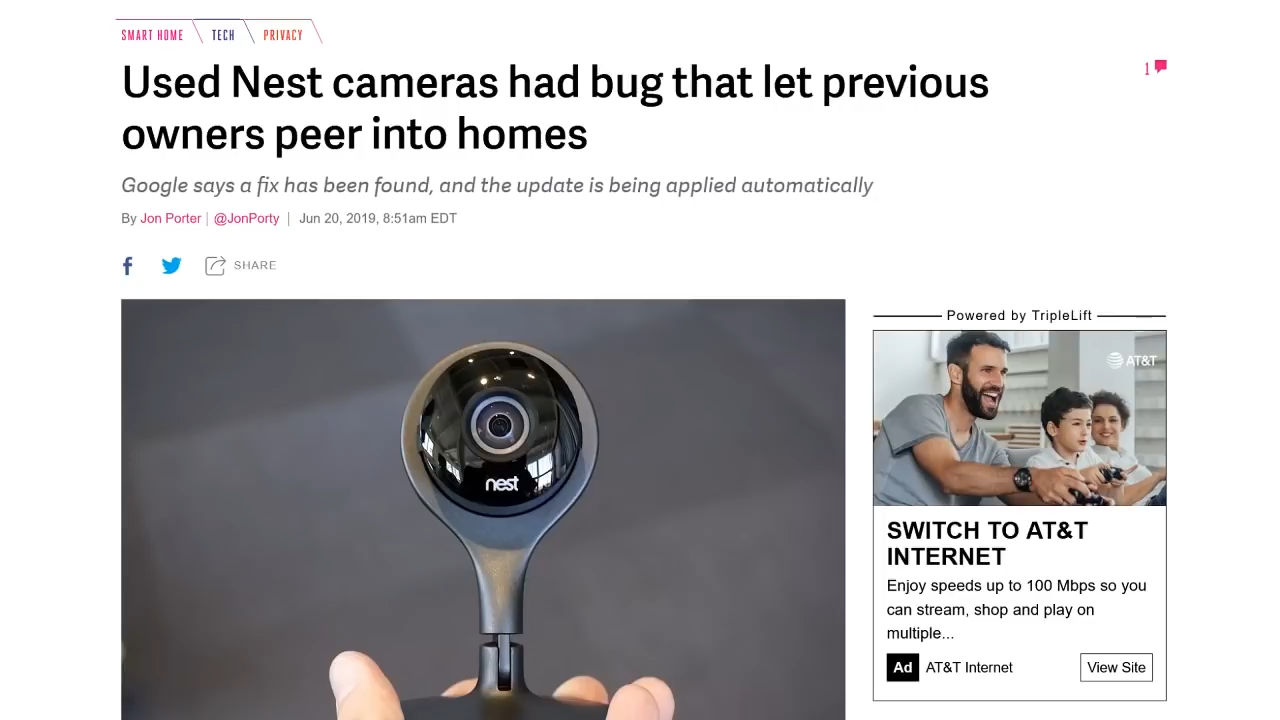 SMART HOME TECH PRIVACY
Used Nest cameras had bug that let previous
owners peer into homes
1
Google says a fix has been found, and the update is being applied automatically
By Jon Porter | @JonPorty | Jun 20, 2019, 8:51am EDT
SHARE
nest
Powered by TripleLift
AT&T
SWITCH TO AT&T
INTERNET
Enjoy speeds up to 100 Mbps so you
can stream, shop and play on
multiple...
Ad AT&T Internet View Site